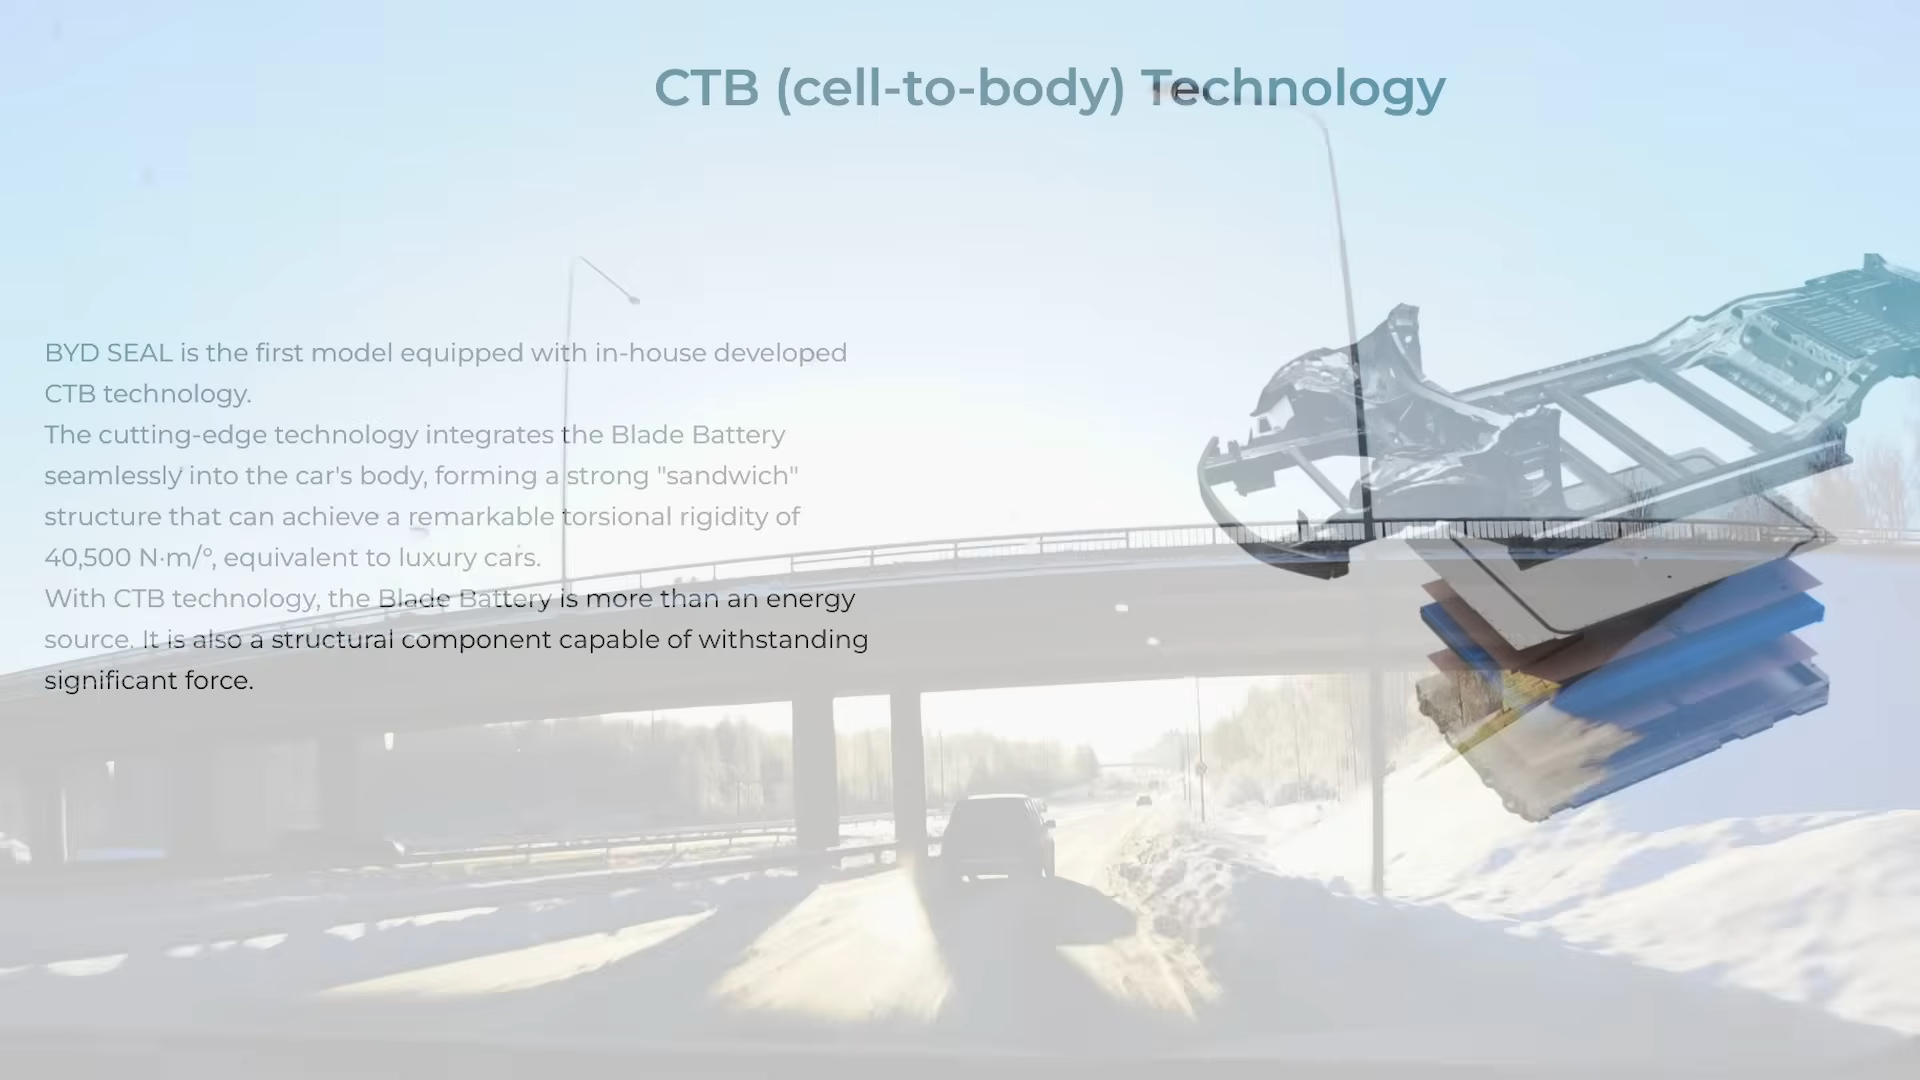 CTB (cell-to-body) Technology
BYD SEAL is the first model equipped with in-house developed
CTB technology.
The cutting-edge technology integrates the Blade Battery
seamlessly into the car's body, forming a strong "sandwich"
structure that can achieve a remarkable torsional rigidity of
40,500 N·m/°, equivalent to luxury cars.
With CTB technology, the Blade Battery is more than an energy
source. It is also a structural component capable of withstanding
significant force.